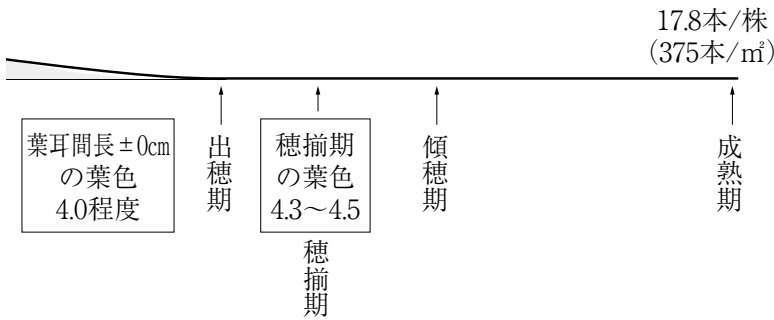 17.8本/株
(375本/㎡)
葉耳間長±0cm
の葉色
4.0程度
出穂期
穂揃期
の葉色
4.3〜4.5
穂揃期
傾穂期
成熟期